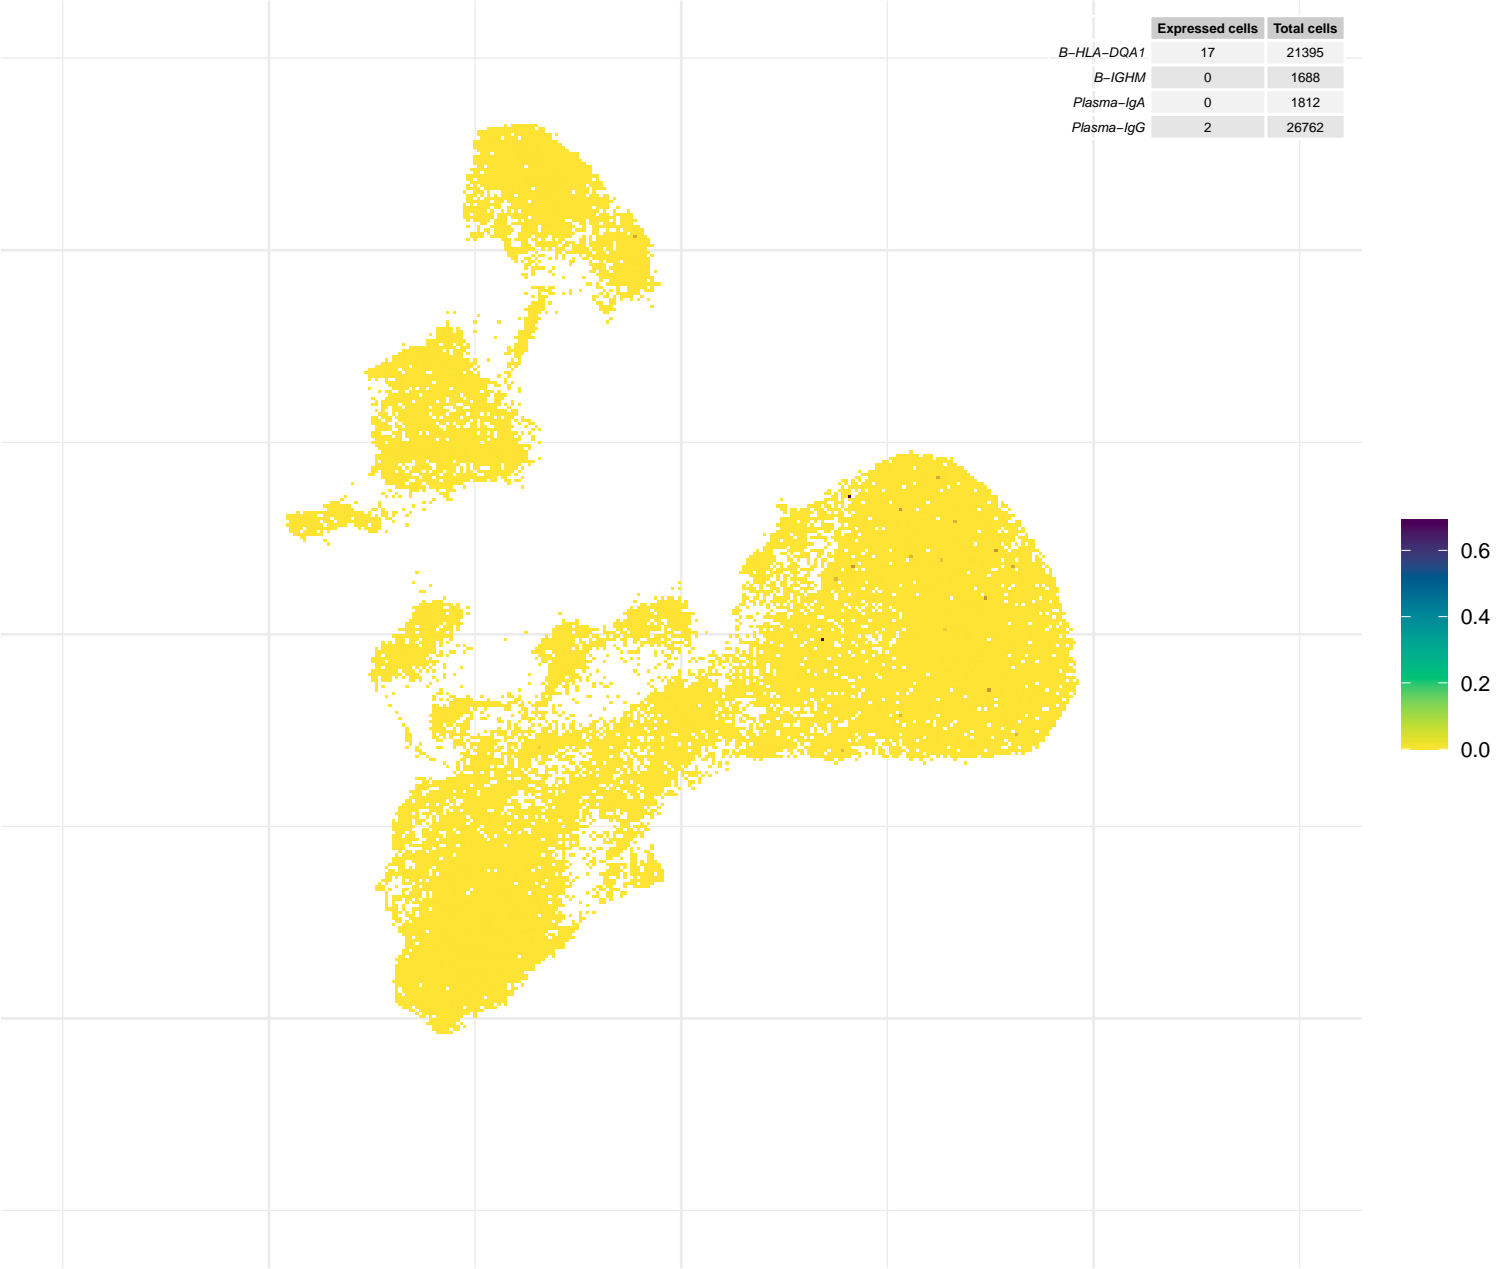 Expressed cells Total cells
B−HLA−DQA1 17 21395
B−IGHM 0 1688
Plasma−IgA 0 1812
Plasma−IgG 2 26762
0.6
0.4
0.2
0.0